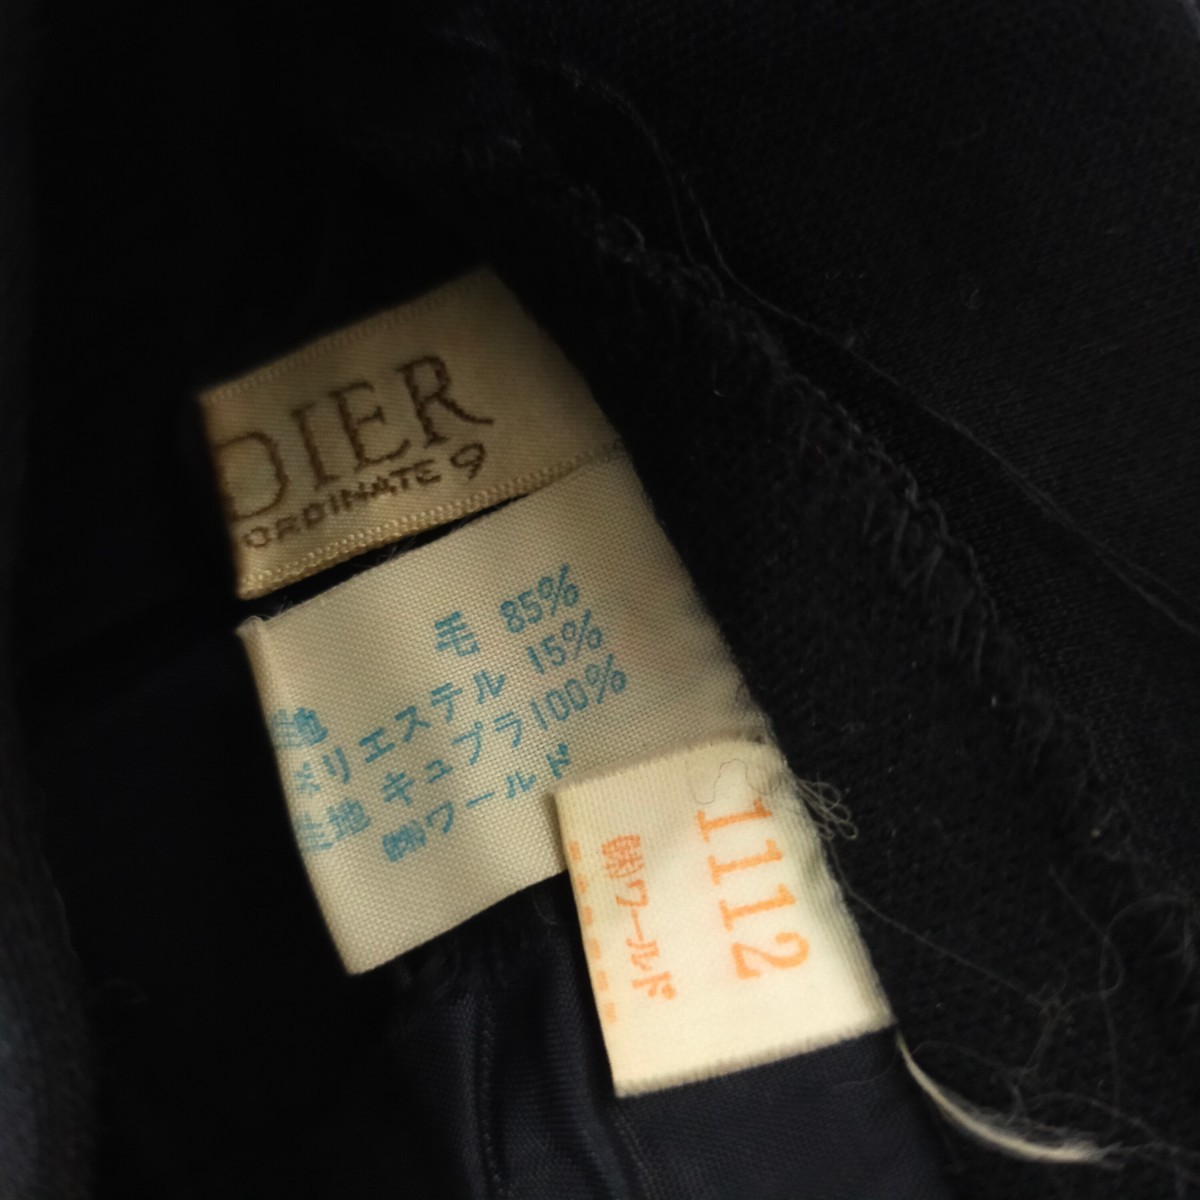 DIER
ORDINATE 9
毛 85%
ポリエステル 15%
地 キュプラ100%
㈱ワールド
1112
㈱ワールド